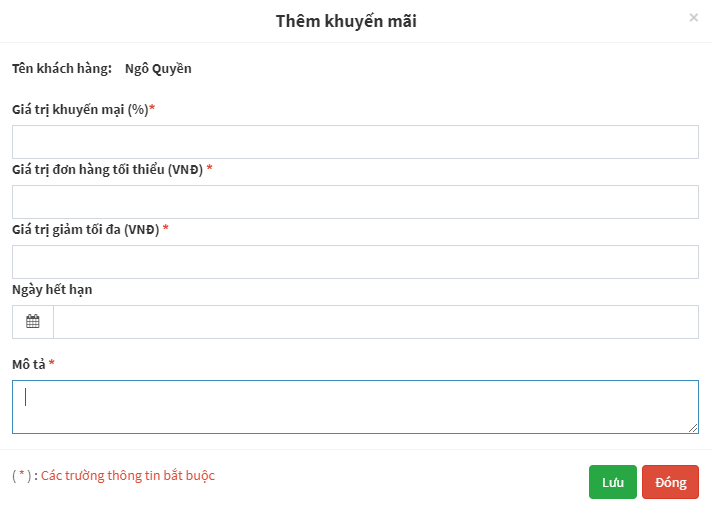 Thêm khuyến mãi
×
Tên khách hàng: Ngô Quyền
Giá trị khuyến mại (%)*
Giá trị đơn hàng tối thiểu (VNĐ) *
Giá trị giảm tối đa (VNĐ) *
Ngày hết hạn
Mô tả *
( * ) : Các trường thông tin bắt buộc
Lưu Đóng